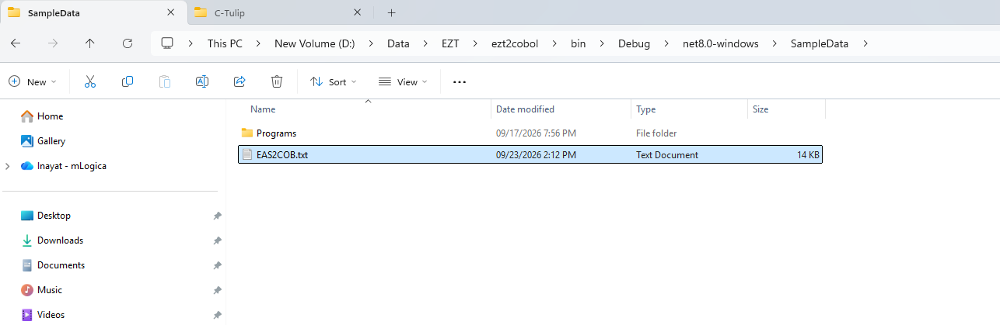 SampleData
C-Tulip
This PC > New Volume (D:) > Data > EZT > ezt2cobol > bin > Debug > net8.0-windows > SampleData >
New Sort View
Name Date modified Type Size
Home
Programs 09/17/2026 7:56 PM File folder
Gallery
EAS2COB.txt 09/23/2026 2:12 PM Text Document 14 KB
Inayat - mLogica
Desktop
Downloads
Documents
Music
Videos